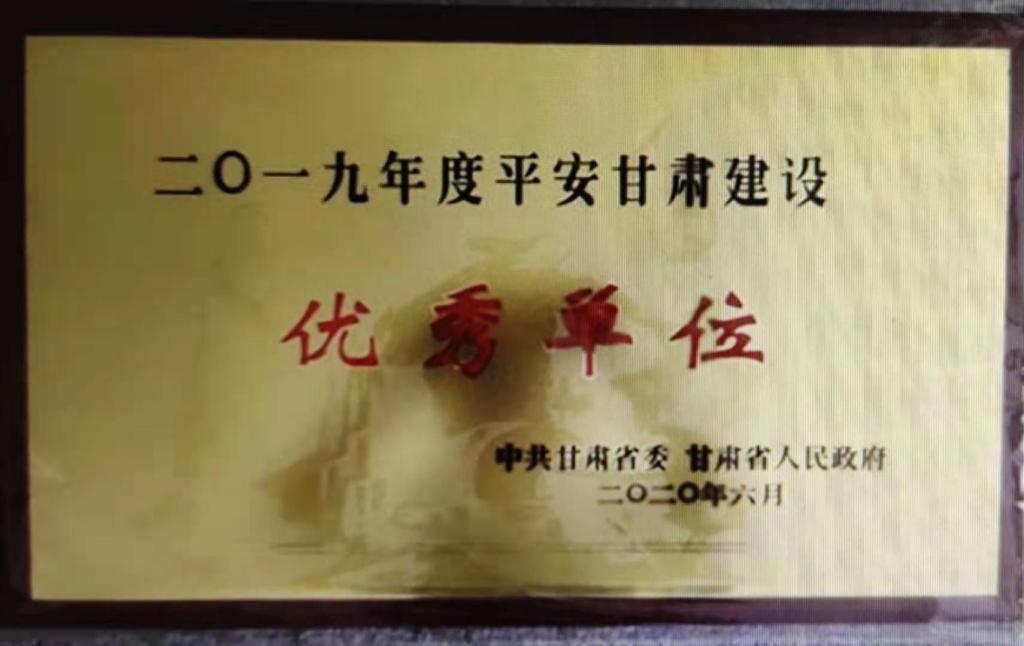 二〇一九年度平安甘肃建设
优秀单位
中共甘肃省委 甘肃省人民政府
二〇二〇年六月